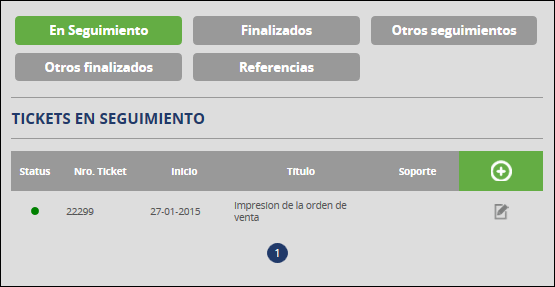 En Seguimiento
Finalizados
Otros seguimientos
Otros finalizados
Referencias
TICKETS EN SEGUIMIENTO
Status Nro. Ticket Inicio Título Soporte
22299 27-01-2015 Impresion de la orden de
venta
1